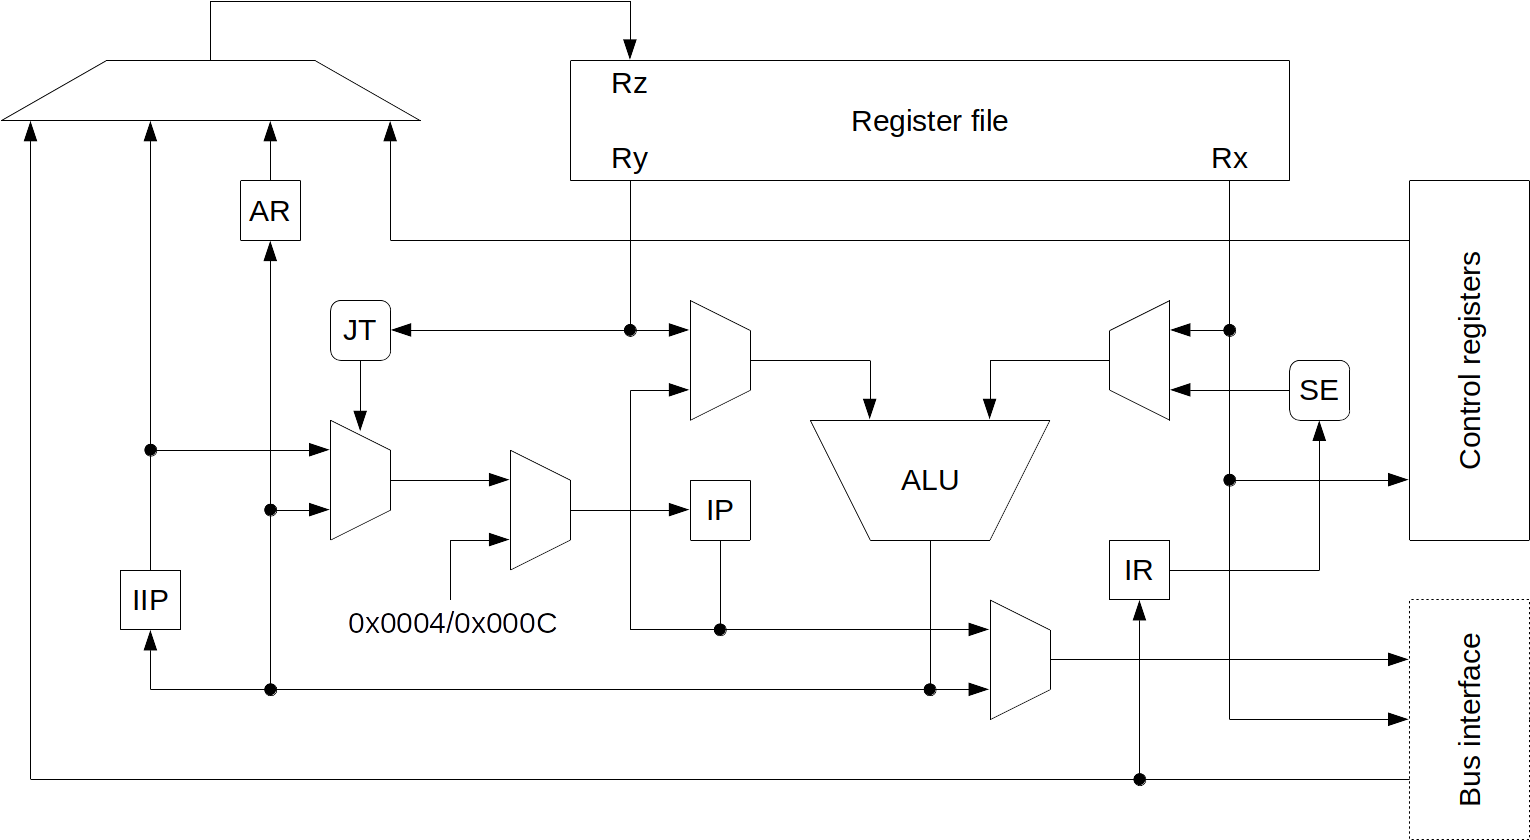 Rz
Register file
Ry
Rx
AR
JT
SE
Control registers
ALU
IP
IR
IIP
0x0004/0x000C
Bus interface